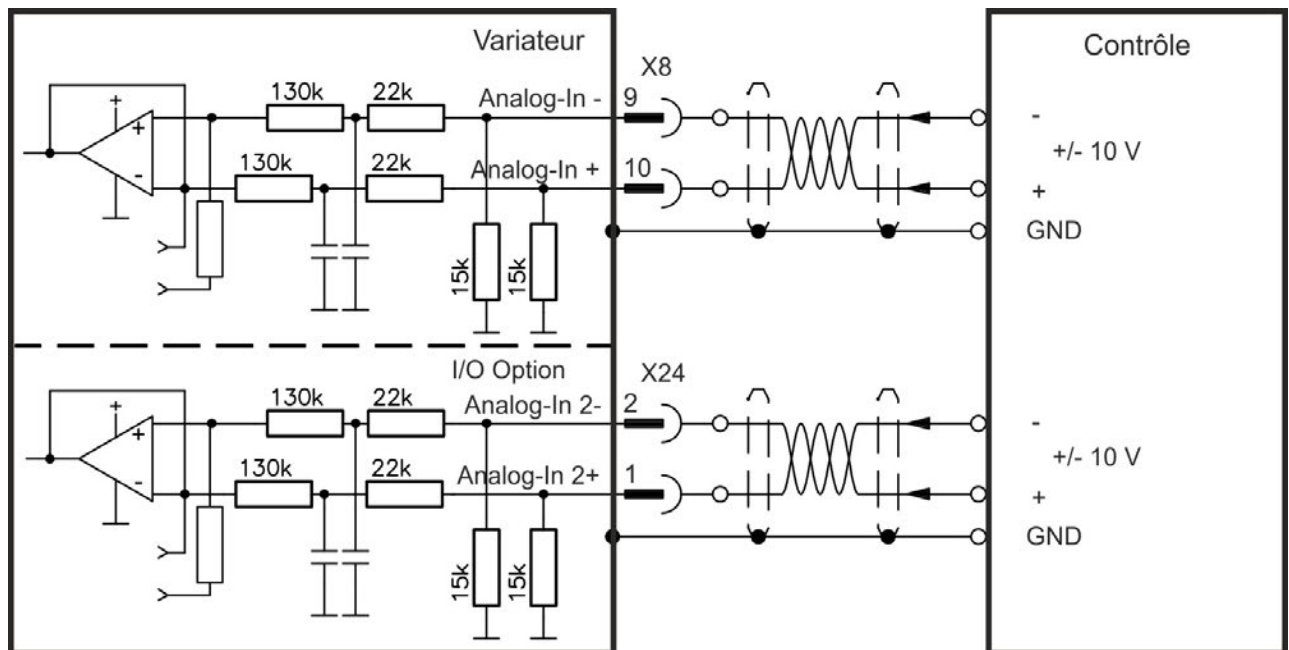 Variateur
Contrôle
X8
130k
22k
Analog-In -
9
-
+
+
+/- 10 V
130k
22k
Analog-In +
10
-
+
GND
15k
15k
I/O Option
X24
130k
22k
Analog-In 2-
2
-
+
+
+/- 10 V
130k
22k
Analog-In 2+
1
-
+
GND
15k
15k